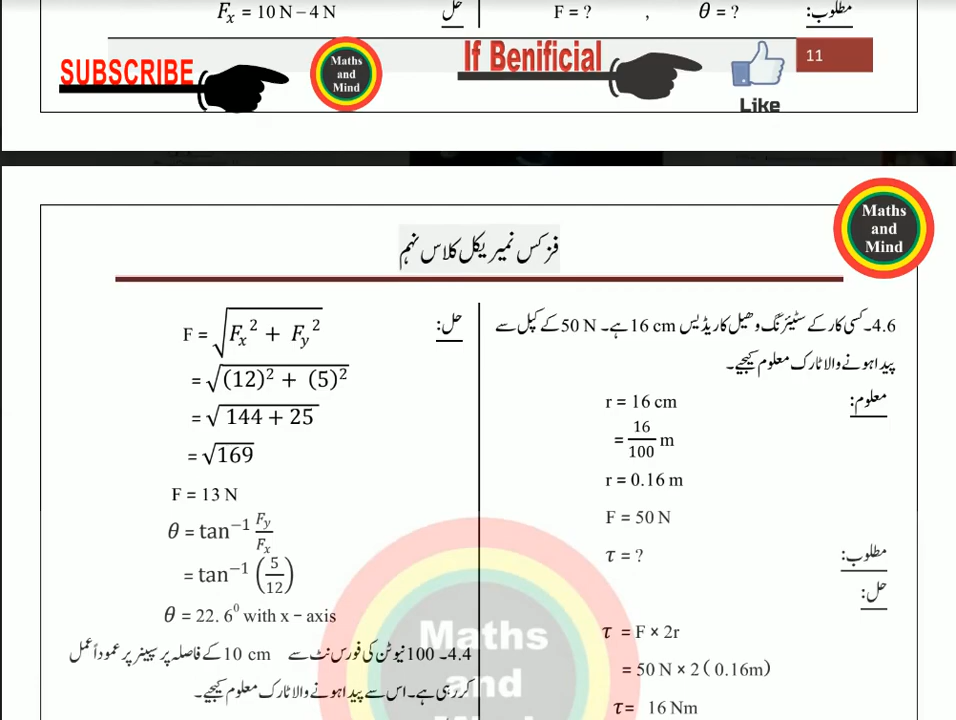 مطلوب: F = ? , θ = ?
حل Fₓ = 10 N – 4 N
SUBSCRIBE
Maths
and
Mind
If Benificial
Like
11
Maths
and
Mind
فزکس نمیریکل کلاس نہم
4.6۔ کسی کار کے سٹیئرنگ وھیل کا ریڈیس 16 cm ہے۔ 50 N کے کپل سے
پیدا ہونے والا ٹارک معلوم کیجیے۔
معلوم: r = 16 cm
= 16/100 m
r = 0.16 m
F = 50 N
مطلوب: τ = ?
حل:
τ = F × 2r
= 50 N × 2 ( 0.16m)
τ = 16 Nm
حل: F = √(Fₓ² + Fᵧ²)
= √((12)² + (5)²)
= √(144 + 25)
= √169
F = 13 N
θ = tan⁻¹ Fᵧ/Fₓ
= tan⁻¹ (5/12)
θ = 22. 6⁰ with x – axis
4.4۔ 100 نیوٹن کی فورس نٹ سے 10 cm کے فاصلہ پر سپینر پر عموداً عمل
کر رہی ہے۔ اس سے پیدا ہونے والا ٹارک معلوم کیجیے۔
Maths
and